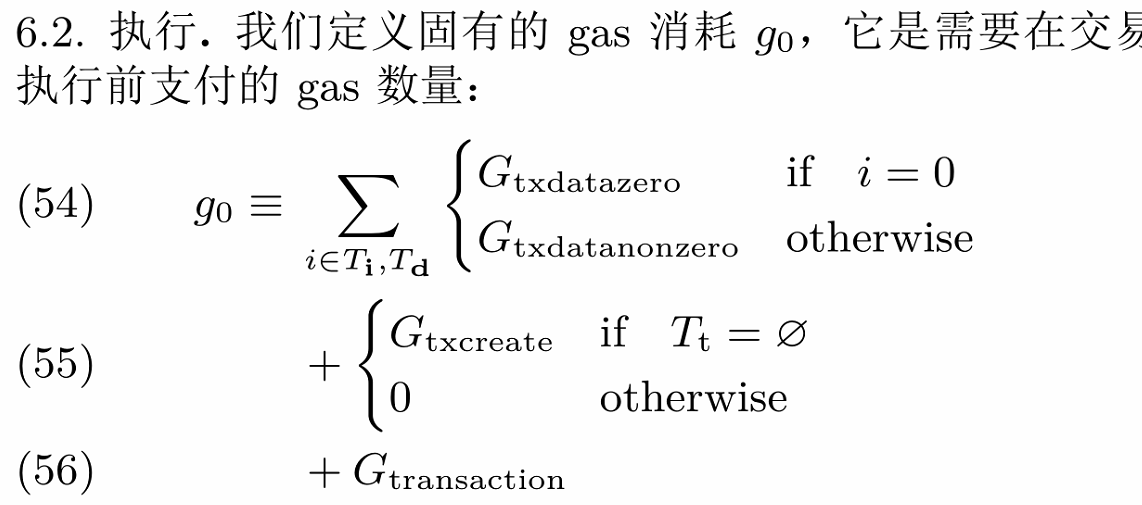 6.2. 执行. 我们定义固有的 gas 消耗 g₀，它是需要在交易
执行前支付的 gas 数量：
(54) g₀ ≡ ∑_{i∈T_𝐢,T_𝐝} { G_txdatazero if i = 0
G_txdatanonzero otherwise
(55) + { G_txcreate if T_t = ∅
0 otherwise
(56) + G_transaction